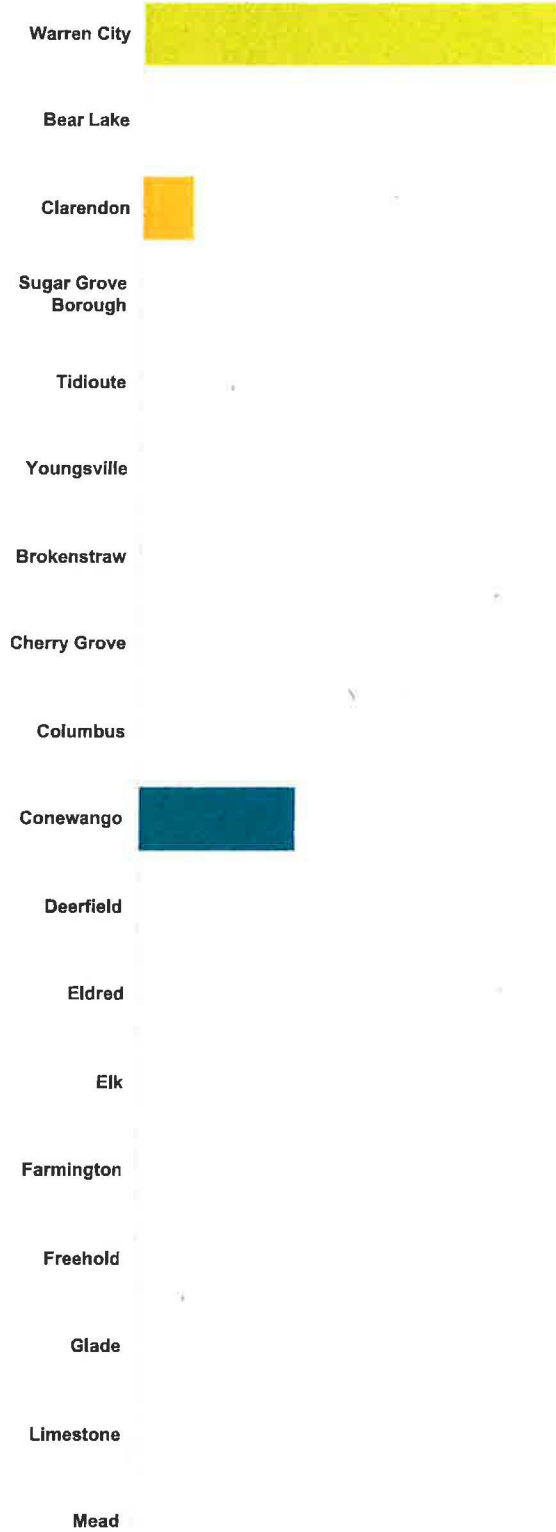 Warren City
Bear Lake
Clarendon
Sugar Grove
Borough
Tidioute
Youngsville
Brokenstraw
Cherry Grove
Columbus
Conewango
Deerfield
Eldred
Elk
Farmington
Freehold
Glade
Limestone
Mead